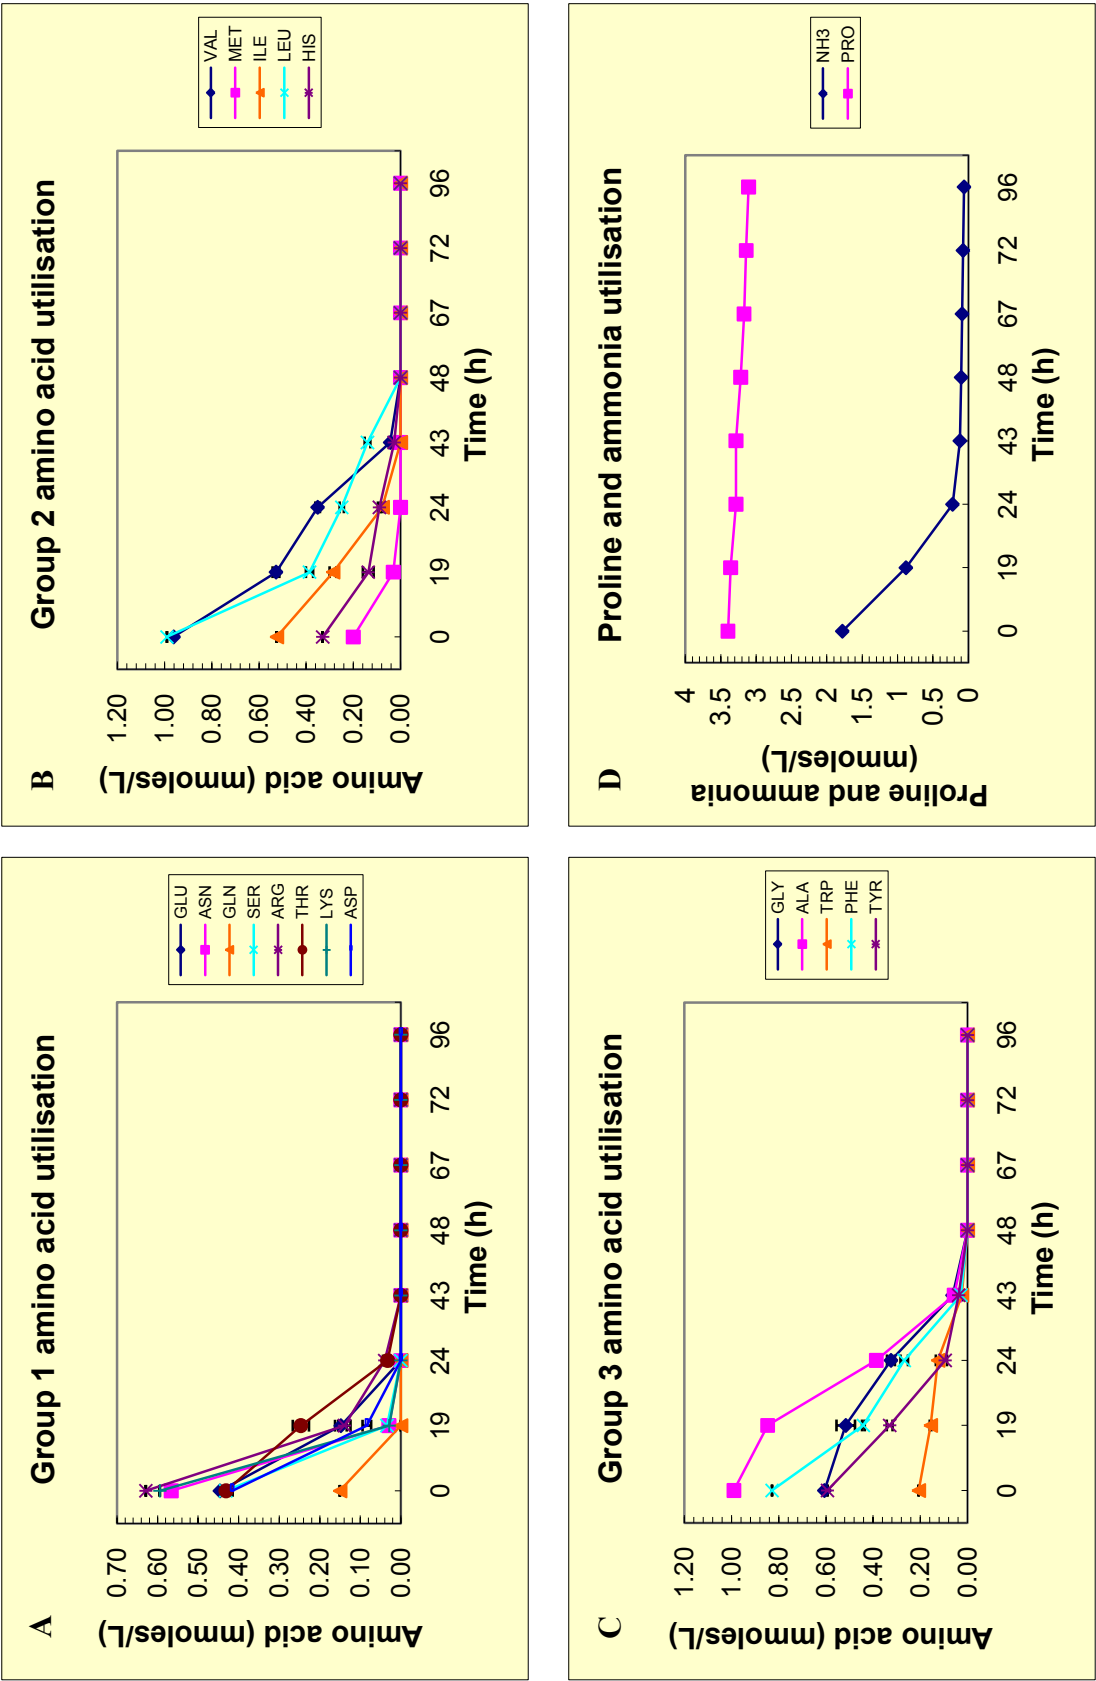 A
Group 1 amino acid utilisation
Amino acid (mmoles/L)
0.70
0.60
0.50
0.40
0.30
0.20
0.10
0.00
0 19 24 43 48 67 72 96
Time (h)
GLU
ASN
GLN
SER
ARG
THR
LYS
ASP
B
Group 2 amino acid utilisation
Amino acid (mmoles/L)
1.20
1.00
0.80
0.60
0.40
0.20
0.00
0 19 24 43 48 67 72 96
Time (h)
VAL
MET
ILE
LEU
HIS
C
Group 3 amino acid utilisation
Amino acid (mmoles/L)
1.20
1.00
0.80
0.60
0.40
0.20
0.00
0 19 24 43 48 67 72 96
Time (h)
GLY
ALA
TRP
PHE
TYR
D
Proline and ammonia utilisation
Proline and ammonia
(mmoles/L)
4
3.5
3
2.5
2
1.5
1
0.5
0
0 19 24 43 48 67 72 96
Time (h)
NH3
PRO